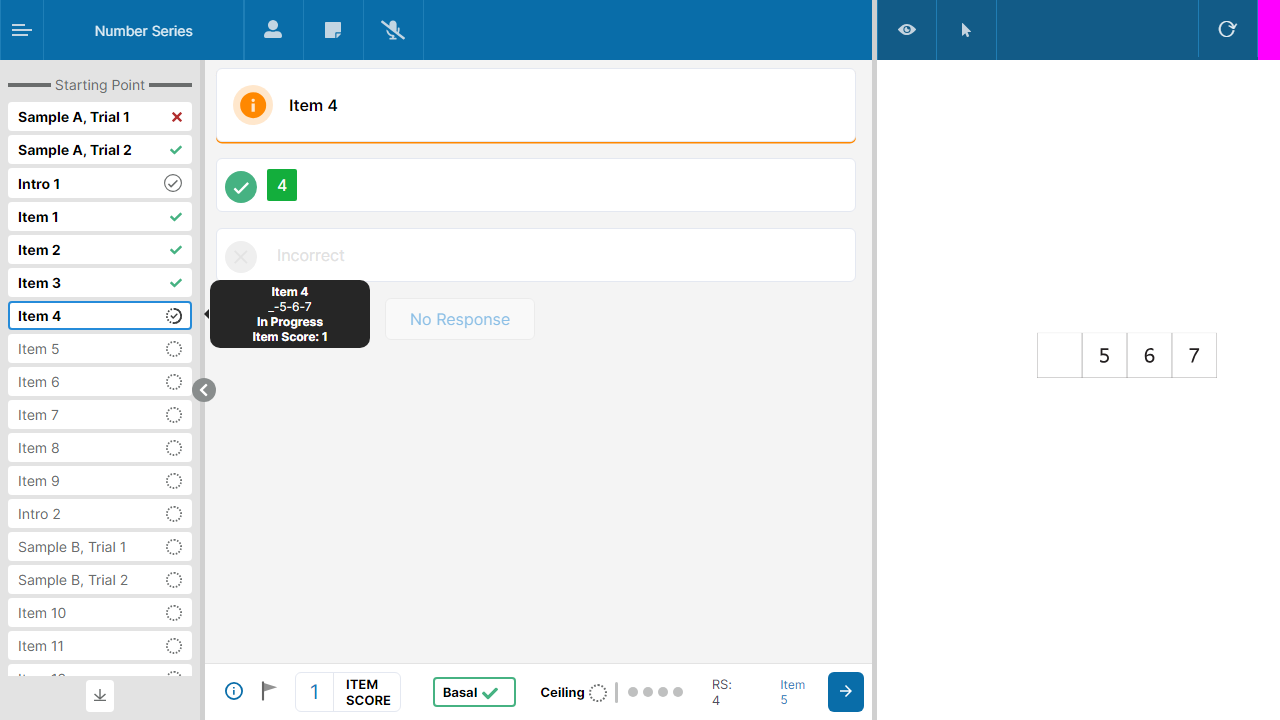 Number Series
Starting Point
Sample A, Trial 1
Sample A, Trial 2
Intro 1
Item 1
Item 2
Item 3
Item 4
Item 5
Item 6
Item 7
Item 8
Item 9
Intro 2
Sample B, Trial 1
Sample B, Trial 2
Item 10
Item 11
Item 4
4
Incorrect
Item 4
_-5-6-7
In Progress
Item Score: 1
No Response
5 6 7
1 ITEM SCORE
Basal
Ceiling
RS: 4
Item 5